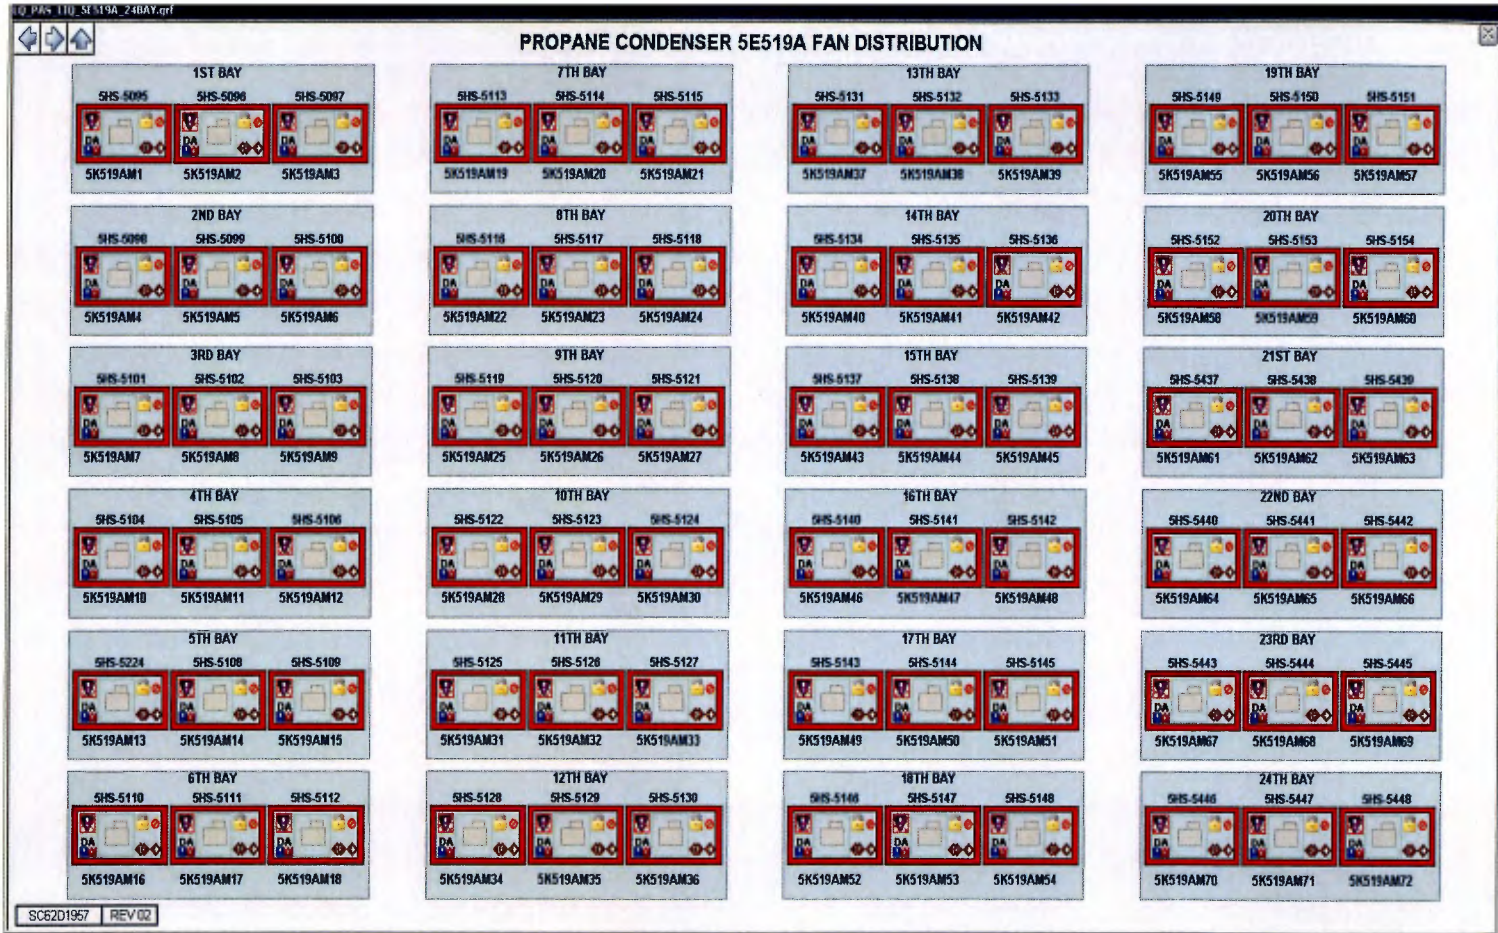 LQ_PAS_LIQ_5E519A_24BAY.grf
PROPANE CONDENSER 5E519A FAN DISTRIBUTION
1ST BAY
5HS-5095 5HS-5096 5HS-5097
5K519AM1 5K519AM2 5K519AM3
2ND BAY
5HS-5098 5HS-5099 5HS-5100
5K519AM4 5K519AM5 5K519AM6
3RD BAY
5HS-5101 5HS-5102 5HS-5103
5K519AM7 5K519AM8 5K519AM9
4TH BAY
5HS-5104 5HS-5105 5HS-5106
5K519AM10 5K519AM11 5K519AM12
5TH BAY
5HS-5224 5HS-5108 5HS-5109
5K519AM13 5K519AM14 5K519AM15
6TH BAY
5HS-5110 5HS-5111 5HS-5112
5K519AM16 5K519AM17 5K519AM18
7TH BAY
5HS-5113 5HS-5114 5HS-5115
5K519AM19 5K519AM20 5K519AM21
8TH BAY
5HS-5116 5HS-5117 5HS-5118
5K519AM22 5K519AM23 5K519AM24
9TH BAY
5HS-5119 5HS-5120 5HS-5121
5K519AM25 5K519AM26 5K519AM27
10TH BAY
5HS-5122 5HS-5123 5HS-5124
5K519AM28 5K519AM29 5K519AM30
11TH BAY
5HS-5125 5HS-5126 5HS-5127
5K519AM31 5K519AM32 5K519AM33
12TH BAY
5HS-5128 5HS-5129 5HS-5130
5K519AM34 5K519AM35 5K519AM36
13TH BAY
5HS-5131 5HS-5132 5HS-5133
5K519AM37 5K519AM38 5K519AM39
14TH BAY
5HS-5134 5HS-5135 5HS-5136
5K519AM40 5K519AM41 5K519AM42
15TH BAY
5HS-5137 5HS-5138 5HS-5139
5K519AM43 5K519AM44 5K519AM45
16TH BAY
5HS-5140 5HS-5141 5HS-5142
5K519AM46 5K519AM47 5K519AM48
17TH BAY
5HS-5143 5HS-5144 5HS-5145
5K519AM49 5K519AM50 5K519AM51
18TH BAY
5HS-5146 5HS-5147 5HS-5148
5K519AM52 5K519AM53 5K519AM54
19TH BAY
5HS-5149 5HS-5150 5HS-5151
5K519AM55 5K519AM56 5K519AM57
20TH BAY
5HS-5152 5HS-5153 5HS-5154
5K519AM58 5K519AM59 5K519AM60
21ST BAY
5HS-5437 5HS-5438 5HS-5439
5K519AM61 5K519AM62 5K519AM63
22ND BAY
5HS-5440 5HS-5441 5HS-5442
5K519AM64 5K519AM65 5K519AM66
23RD BAY
5HS-5443 5HS-5444 5HS-5445
5K519AM67 5K519AM68 5K519AM69
24TH BAY
5HS-5446 5HS-5447 5HS-5448
5K519AM70 5K519AM71 5K519AM72
SC62D1957 REV 02